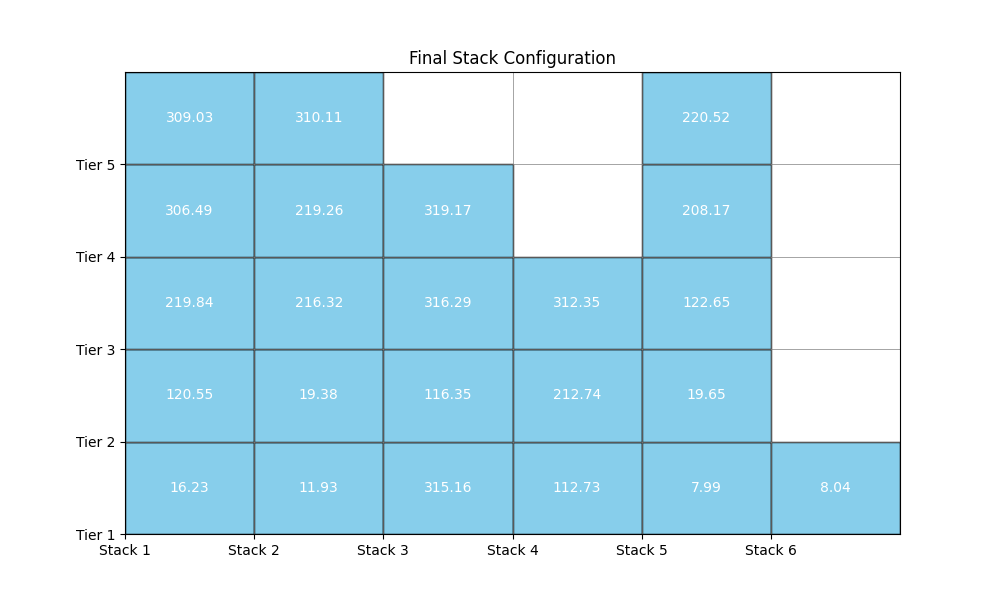 Final Stack Configuration
309.03 310.11 220.52
Tier 5
306.49 219.26 319.17 208.17
Tier 4
219.84 216.32 316.29 312.35 122.65
Tier 3
120.55 19.38 116.35 212.74 19.65
Tier 2
16.23 11.93 315.16 112.73 7.99 8.04
Tier 1
Stack 1 Stack 2 Stack 3 Stack 4 Stack 5 Stack 6